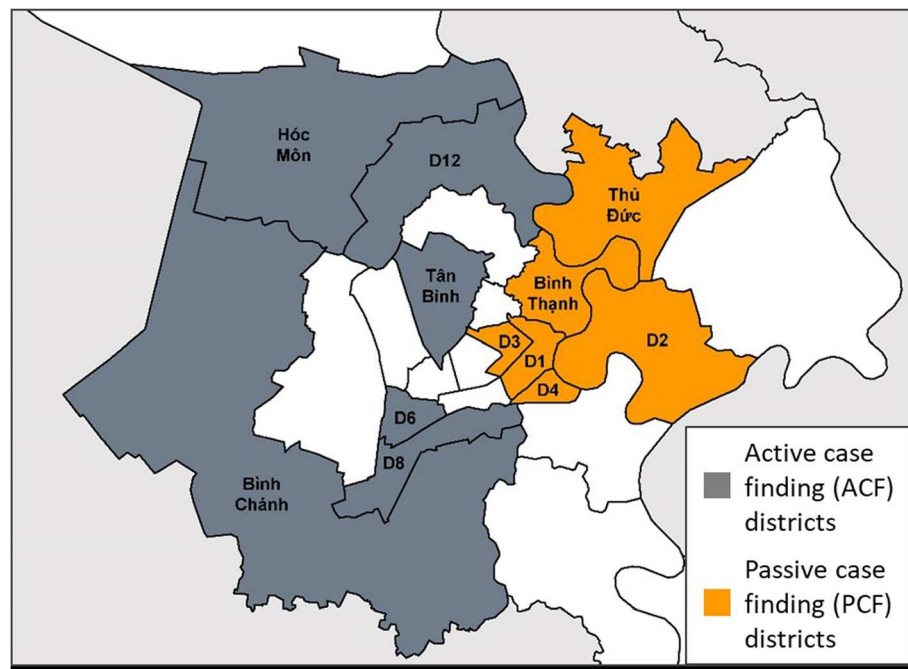 Hóc
Môn
D12
Thủ
Đức
Tân
Bình
Bình
Thạnh
D3
D1
D2
D4
D6
D8
Bình
Chánh
Active case
finding (ACF)
districts
Passive case
finding (PCF)
districts